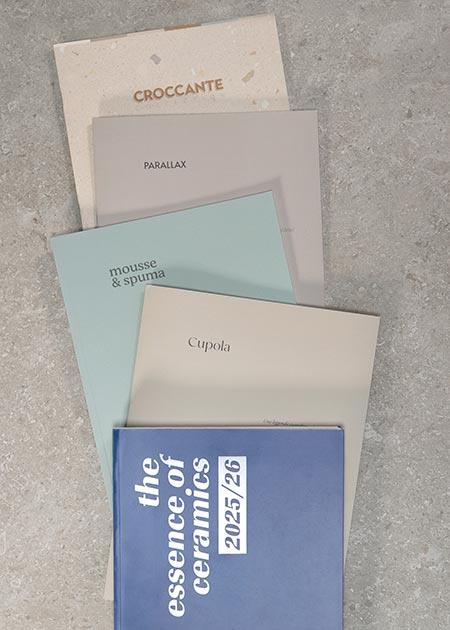 CROCCANTE
PARALLAX
mousse
& spuma
Cupola
the
essence of
ceramics
2025/26